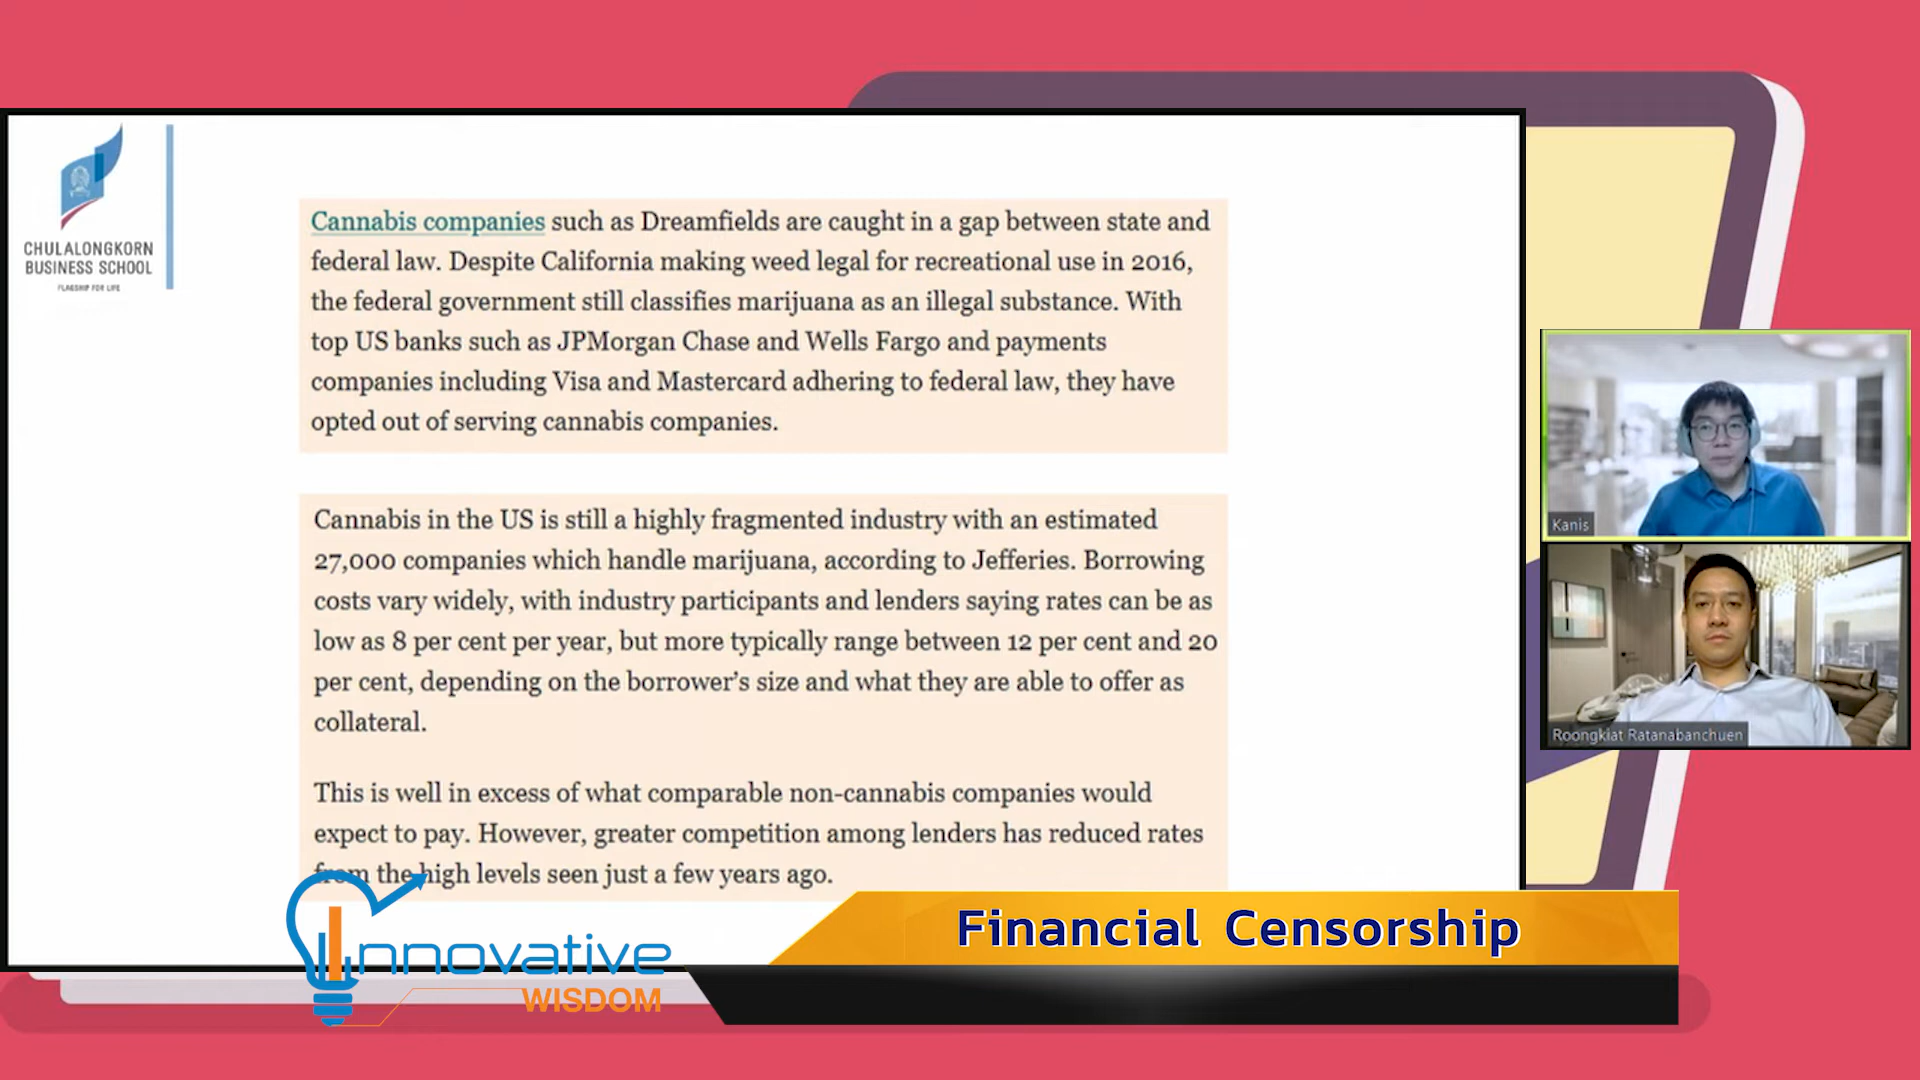 CHULALONGKORN
BUSINESS SCHOOL
FLAGSHIP FOR LIFE
Cannabis companies such as Dreamfields are caught in a gap between state and
federal law. Despite California making weed legal for recreational use in 2016,
the federal government still classifies marijuana as an illegal substance. With
top US banks such as JPMorgan Chase and Wells Fargo and payments
companies including Visa and Mastercard adhering to federal law, they have
opted out of serving cannabis companies.
Cannabis in the US is still a highly fragmented industry with an estimated
27,000 companies which handle marijuana, according to Jefferies. Borrowing
costs vary widely, with industry participants and lenders saying rates can be as
low as 8 per cent per year, but more typically range between 12 per cent and 20
per cent, depending on the borrower's size and what they are able to offer as
collateral.
This is well in excess of what comparable non-cannabis companies would
expect to pay. However, greater competition among lenders has reduced rates
from the high levels seen just a few years ago.
Kanis
Roongkiat Ratanabanchuen
Innovative
WISDOM
Financial Censorship